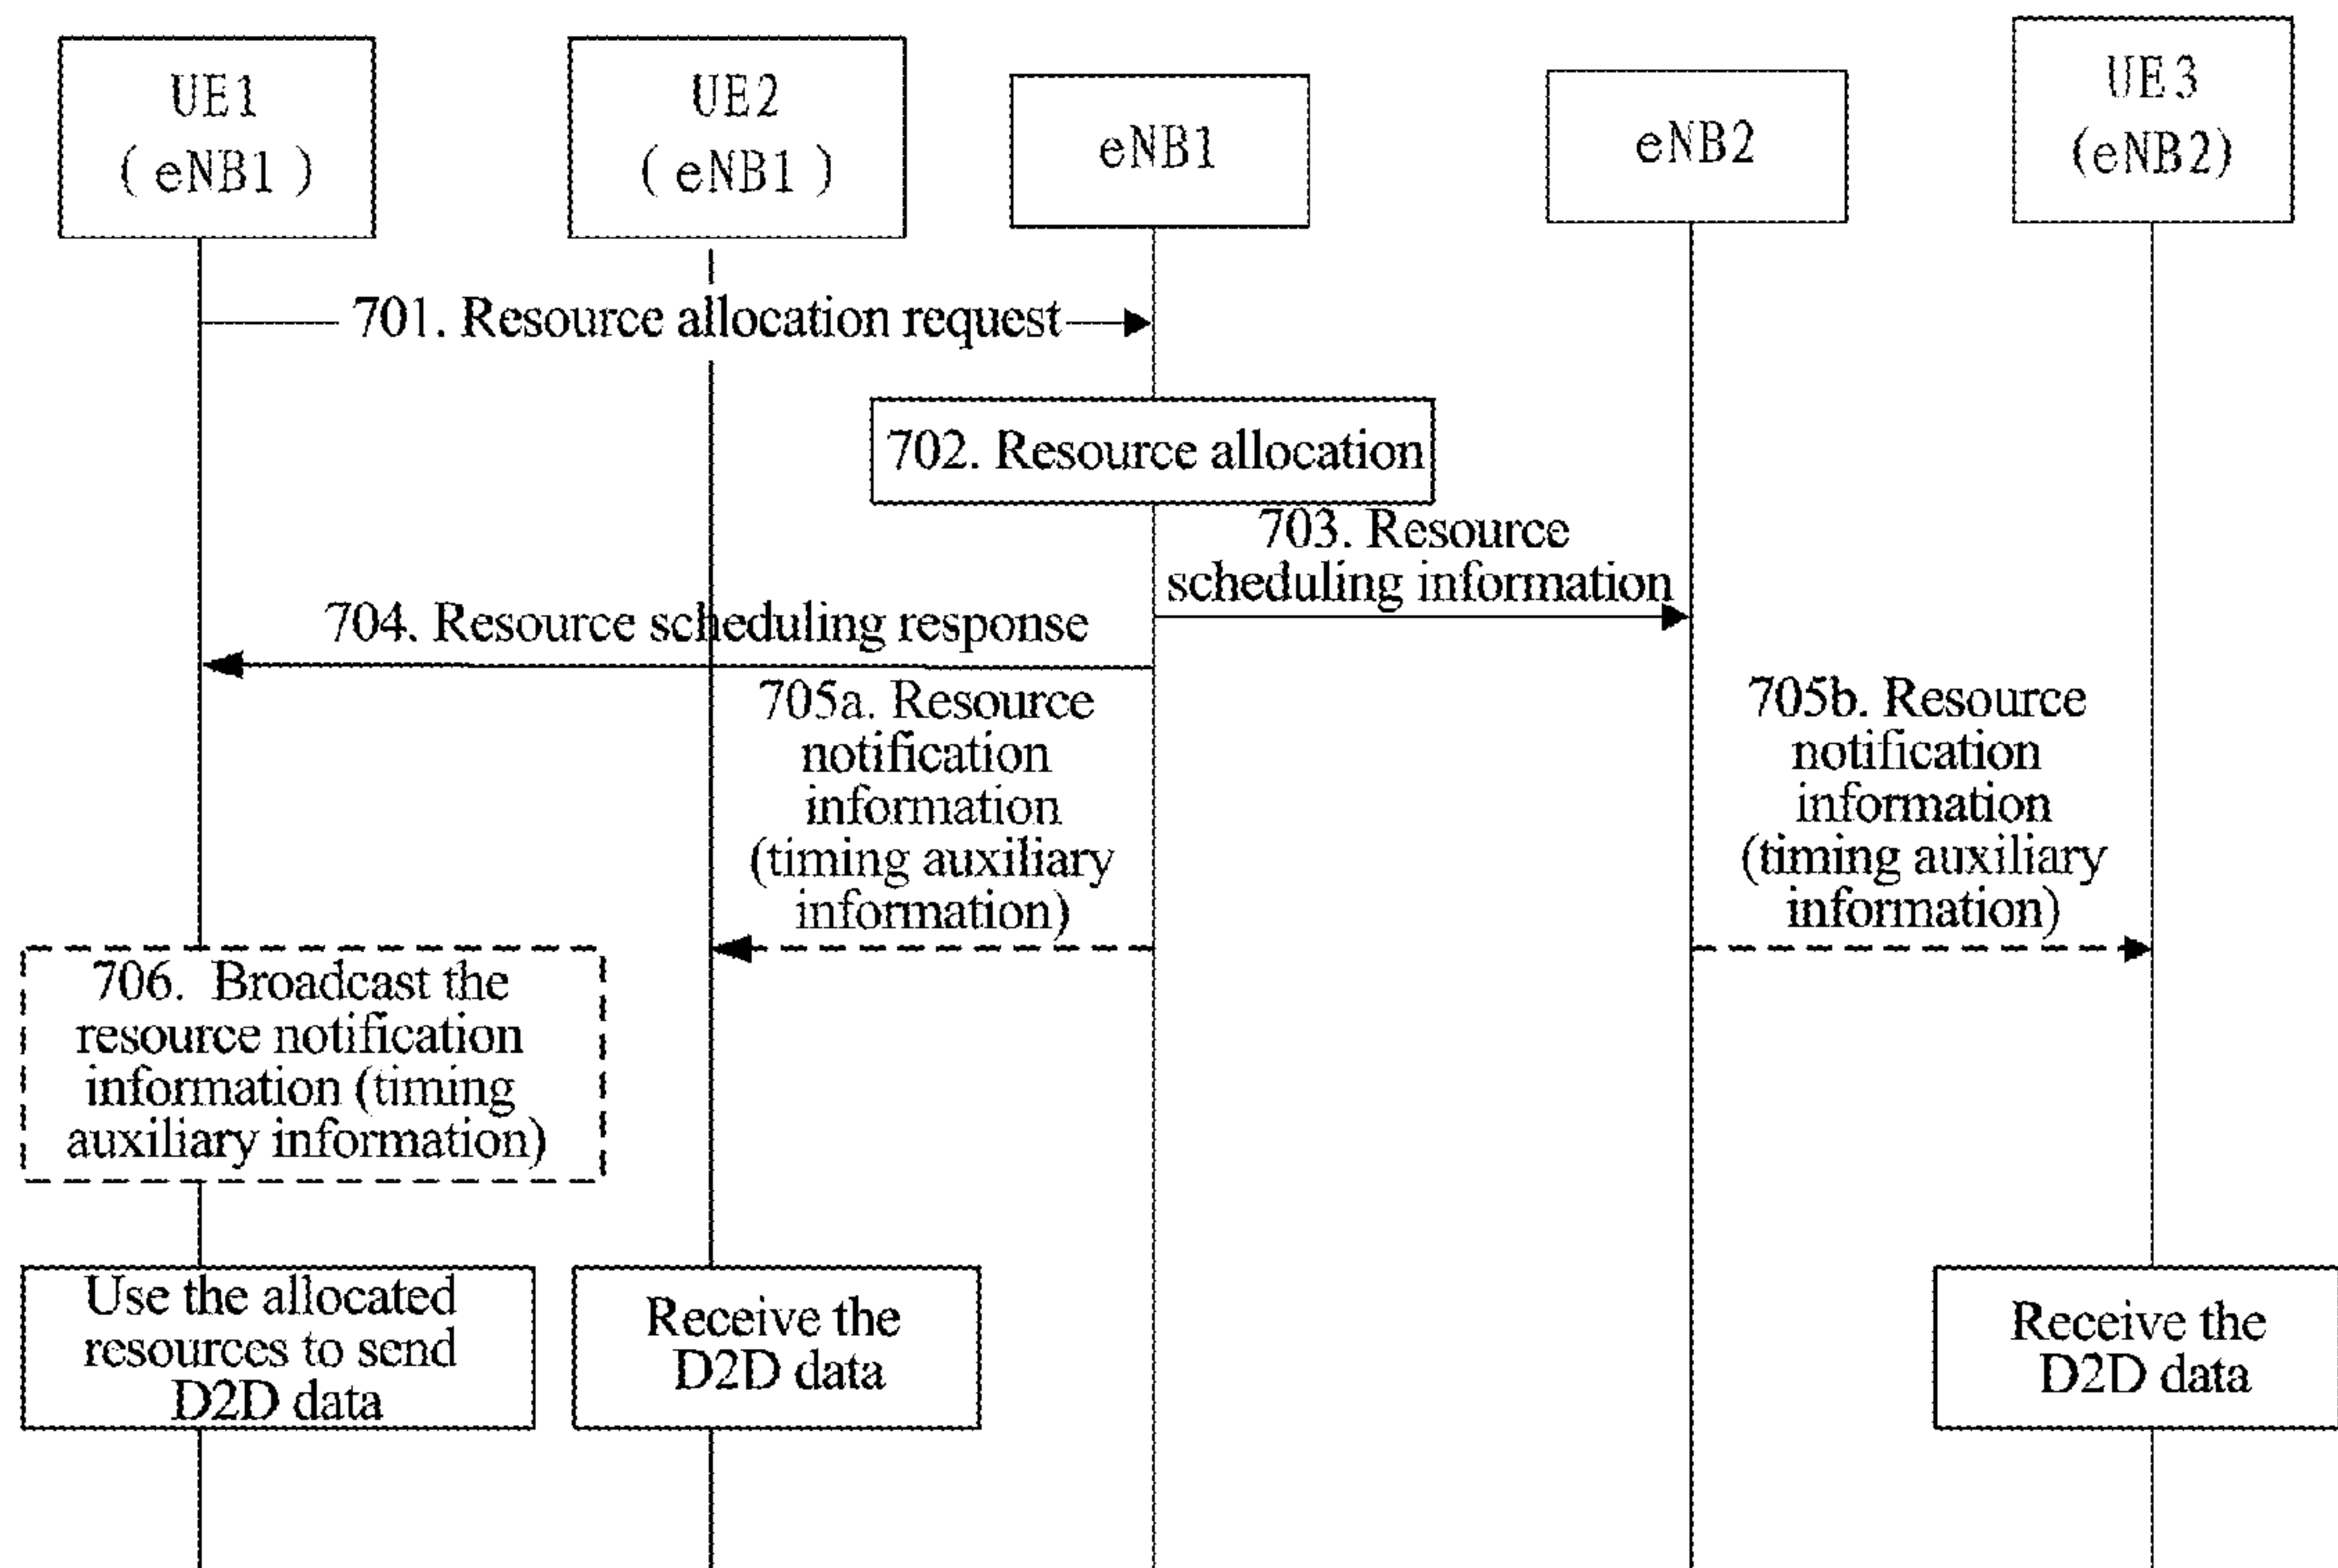 UE1
( eNB1 )
UE2
( eNB1 )
eNB1
eNB2
UE3
(eNB2)
701. Resource allocation request
702. Resource allocation
703. Resource
scheduling information
704. Resource scheduling response
705a. Resource
notification
information
(timing auxiliary
information)
705b. Resource
notification
information
(timing auxiliary
information)
706. Broadcast the
resource notification
information (timing
auxiliary information)
Use the allocated
resources to send
D2D data
Receive the
D2D data
Receive the
D2D data